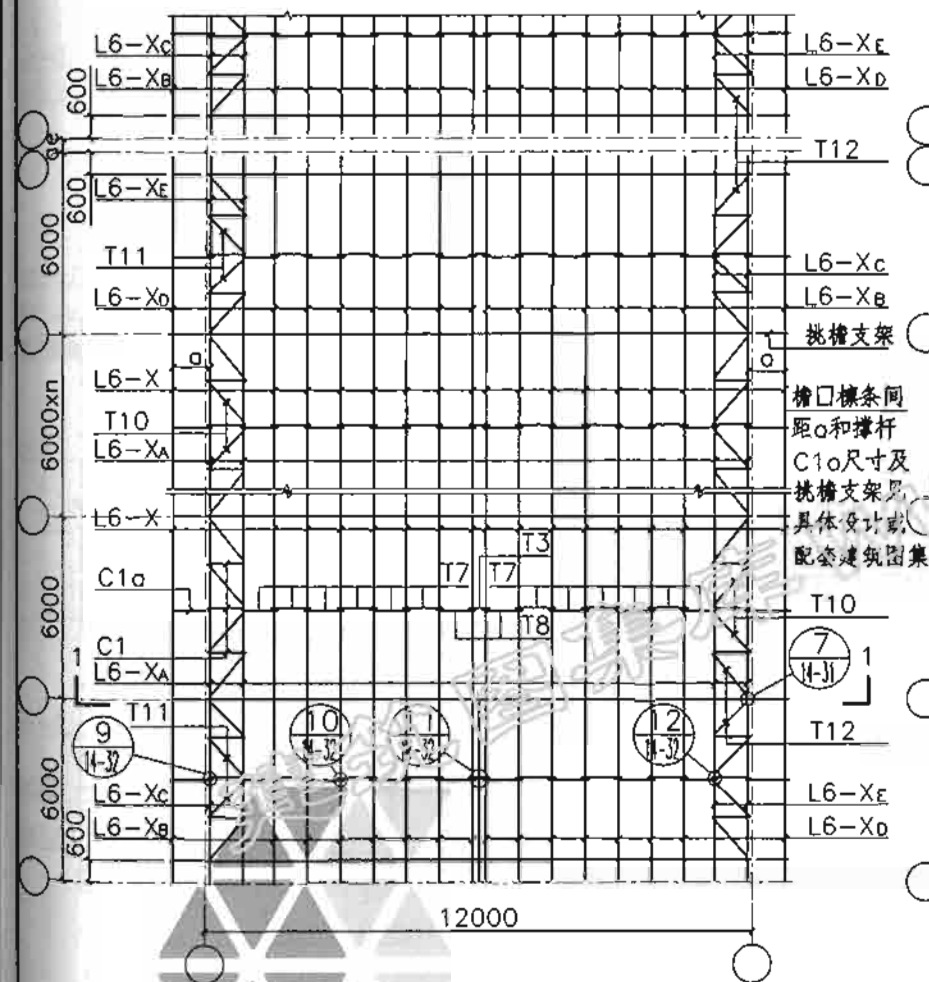 L6-XC
L6-XB
600
ae
600
6000
L6-XE
T11
L6-XD
a
6000xn
L6-X
T10
L6-XA
L6-X
6000
C1a
C1
L6-XA
1
T11
9
14-32
6000
L6-XC
L6-XB
600
T3
T7
T7
T8
10
14-32
11
14-32
12
14-32
L6-XE
L6-XD
T12
L6-XC
L6-XB
挑檐支架
a
檐口檩条间
距a和撑杆
C1a尺寸及
挑檐支架见
具体设计或
配套建筑图集
T10
7
14-31
1
T12
L6-XE
L6-XD
12000
建筑图集